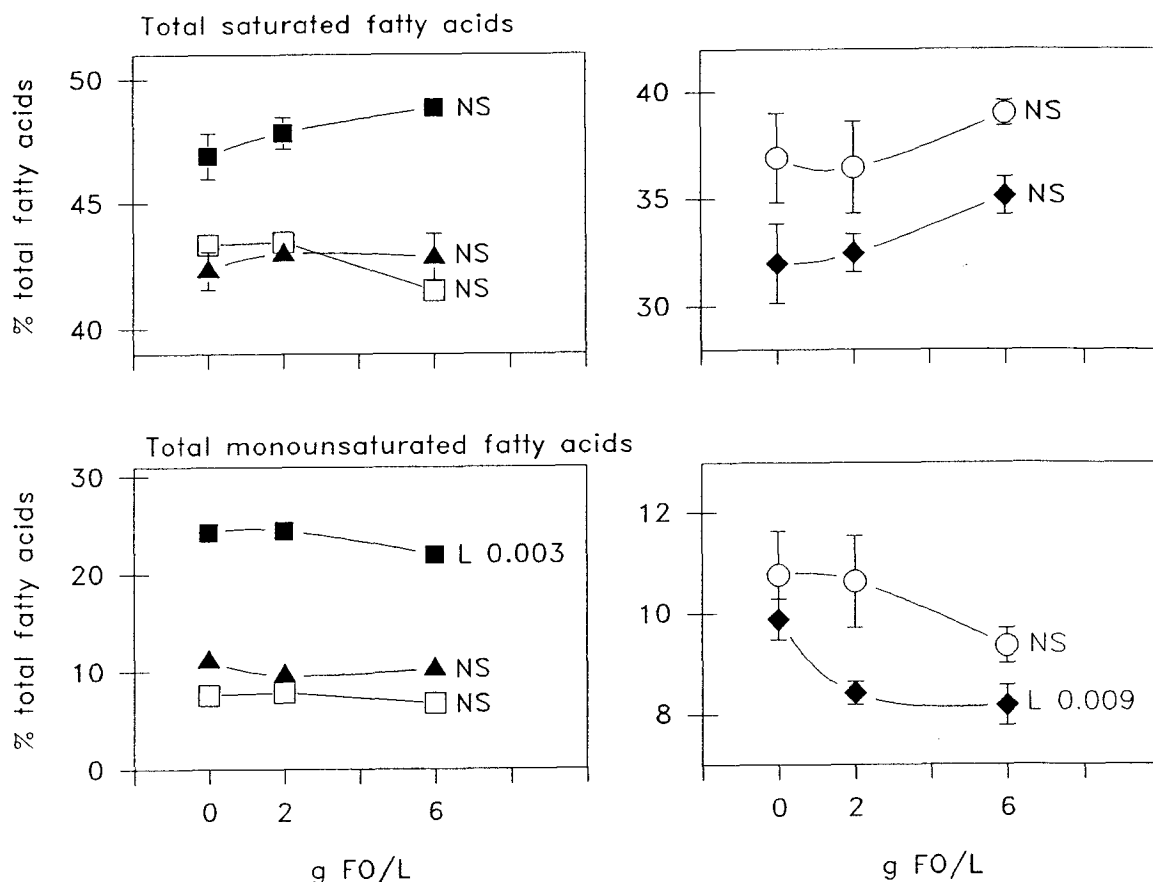 Total saturated fatty acids
% total fatty acids
50
45
40
NS
NS
NS
40
35
30
NS
NS
Total monounsaturated fatty acids
% total fatty acids
30
20
10
0
L 0.003
NS
NS
0 2 6
g FO/L
12
10
8
NS
L 0.009
0 2 6
g FO/L